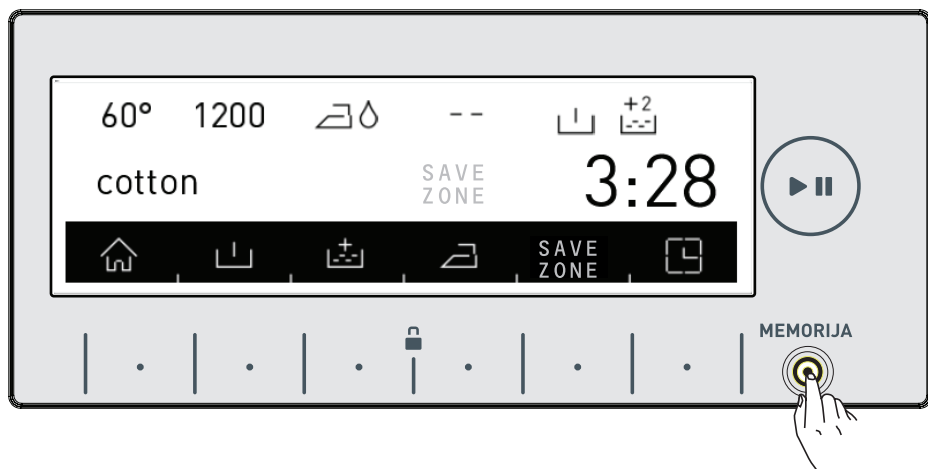 60° 1200 -- +2
cotton SAVE ZONE 3:28
+ SAVE ZONE
MEMORIJA